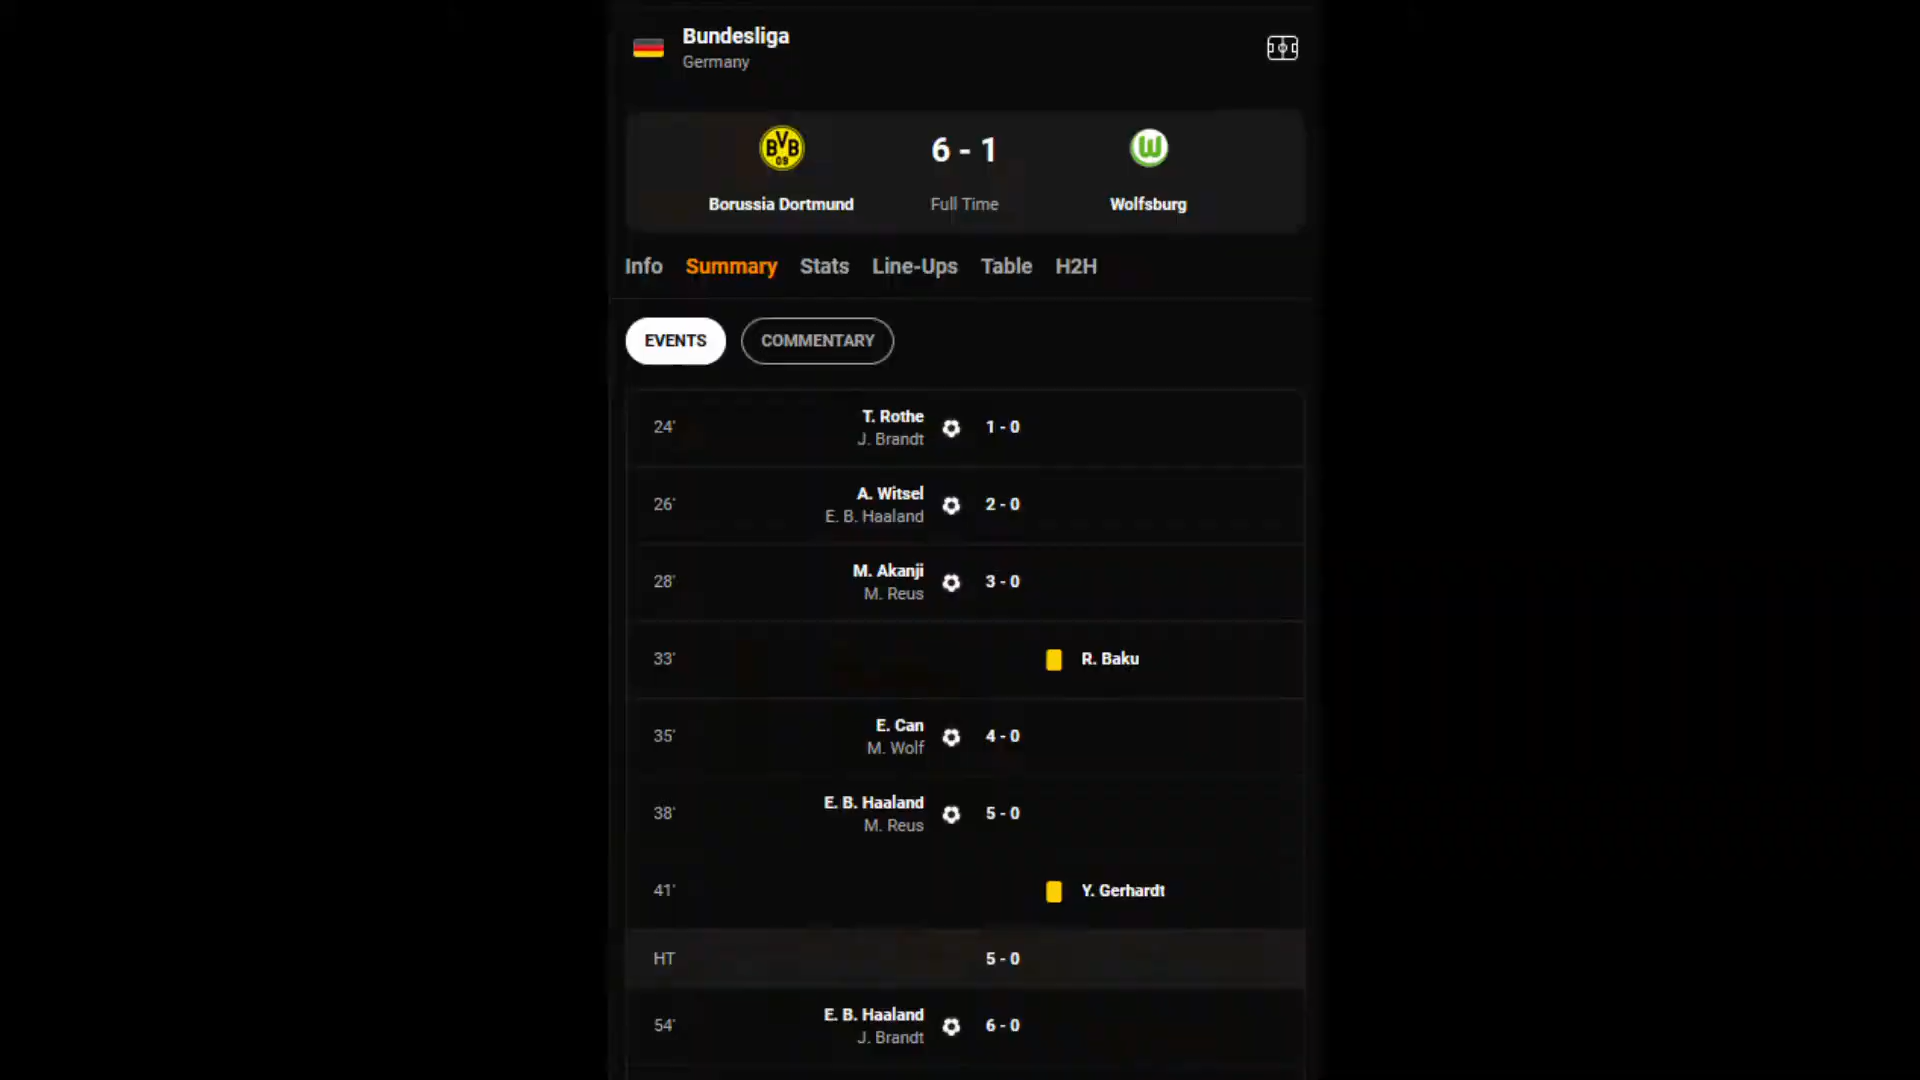 Bundesliga
Germany
BVB
09
6 - 1
W
Borussia Dortmund
Full Time
Wolfsburg
Info Summary Stats Line-Ups Table H2H
EVENTS COMMENTARY
T. Rothe
24' 1 - 0
J. Brandt
A. Witsel
26' 2 - 0
E. B. Haaland
M. Akanji
28' 3 - 0
M. Reus
33' R. Baku
E. Can
35' 4 - 0
M. Wolf
E. B. Haaland
38' 5 - 0
M. Reus
41' Y. Gerhardt
HT 5 - 0
E. B. Haaland
54' 6 - 0
J. Brandt